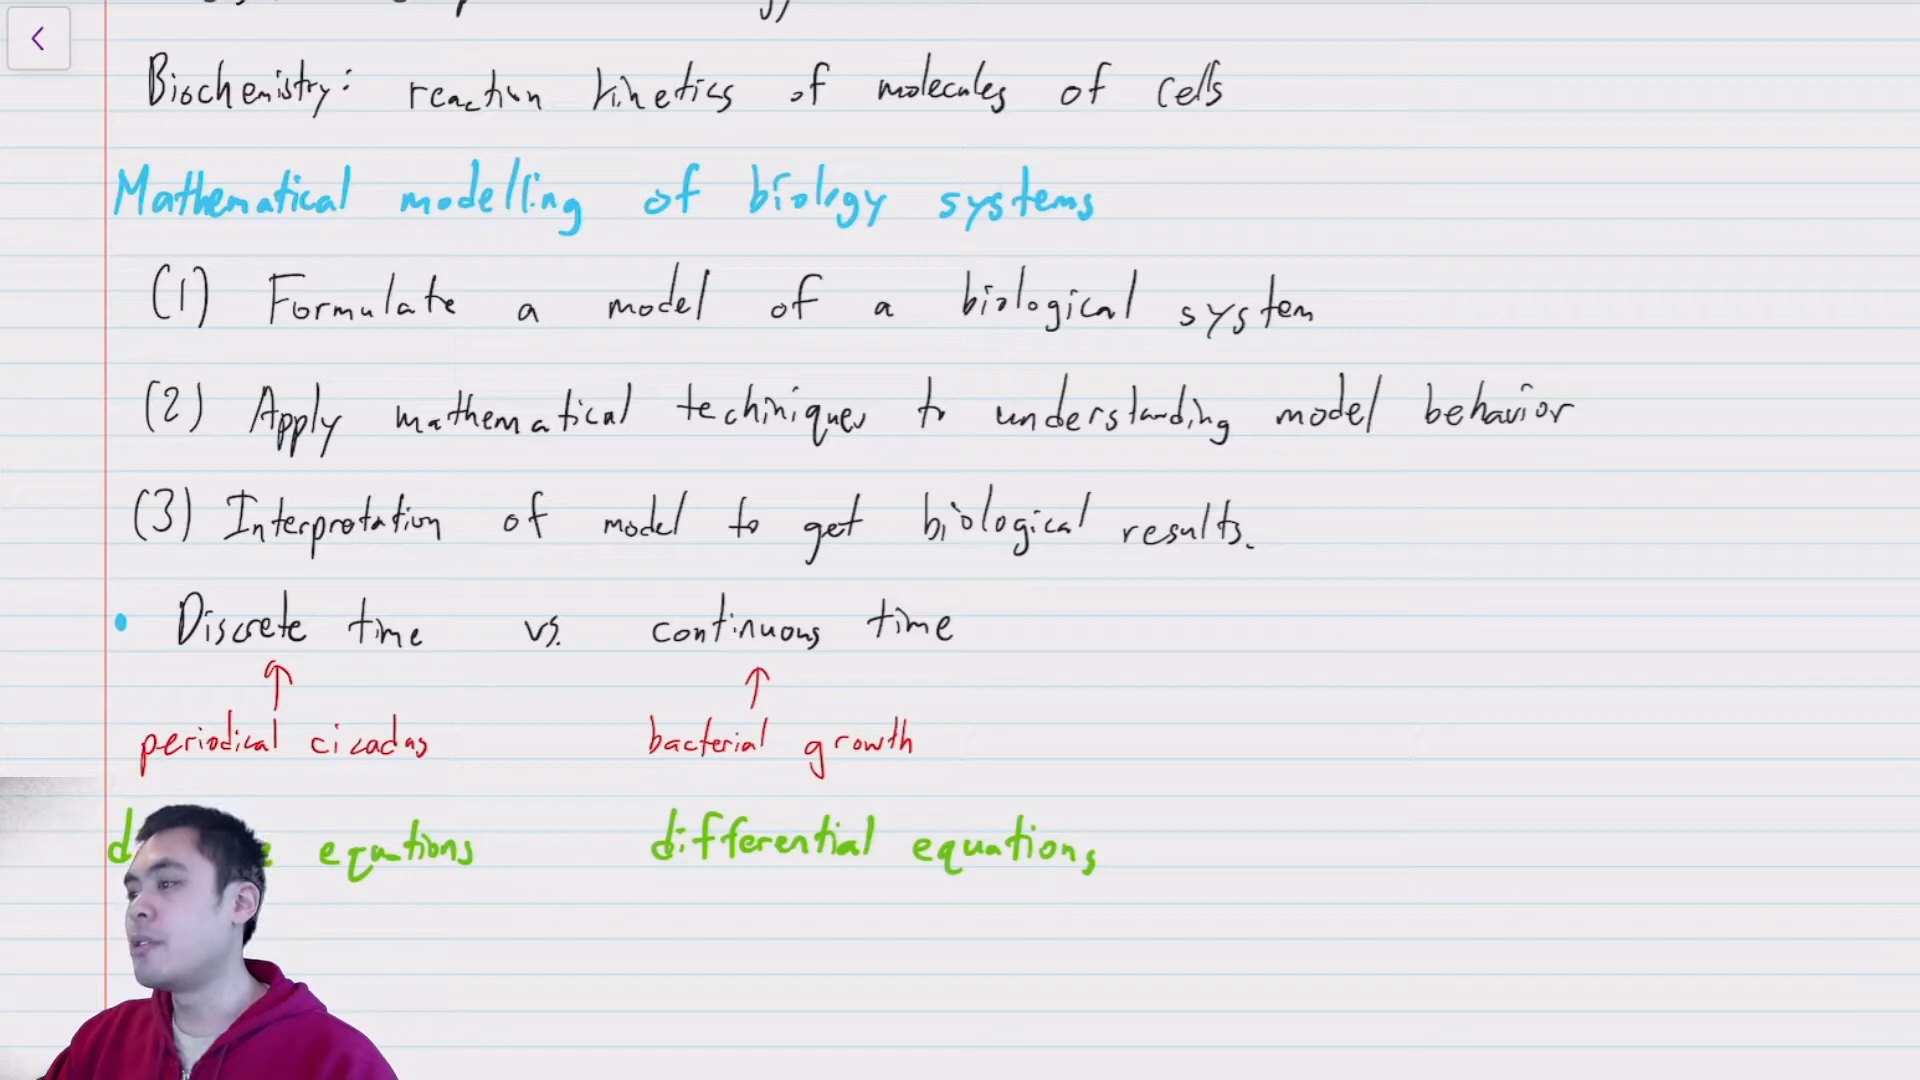 Biochemistry: reaction kinetics of molecules of cells
Mathematical modelling of biology systems
(1) Formulate a model of a biological system
(2) Apply mathematical techiniques to understanding model behavior
(3) Interpretation of model to get biological results.
• Discrete time vs. continuous time
periodical cicadas bacterial growth
equations differential equations